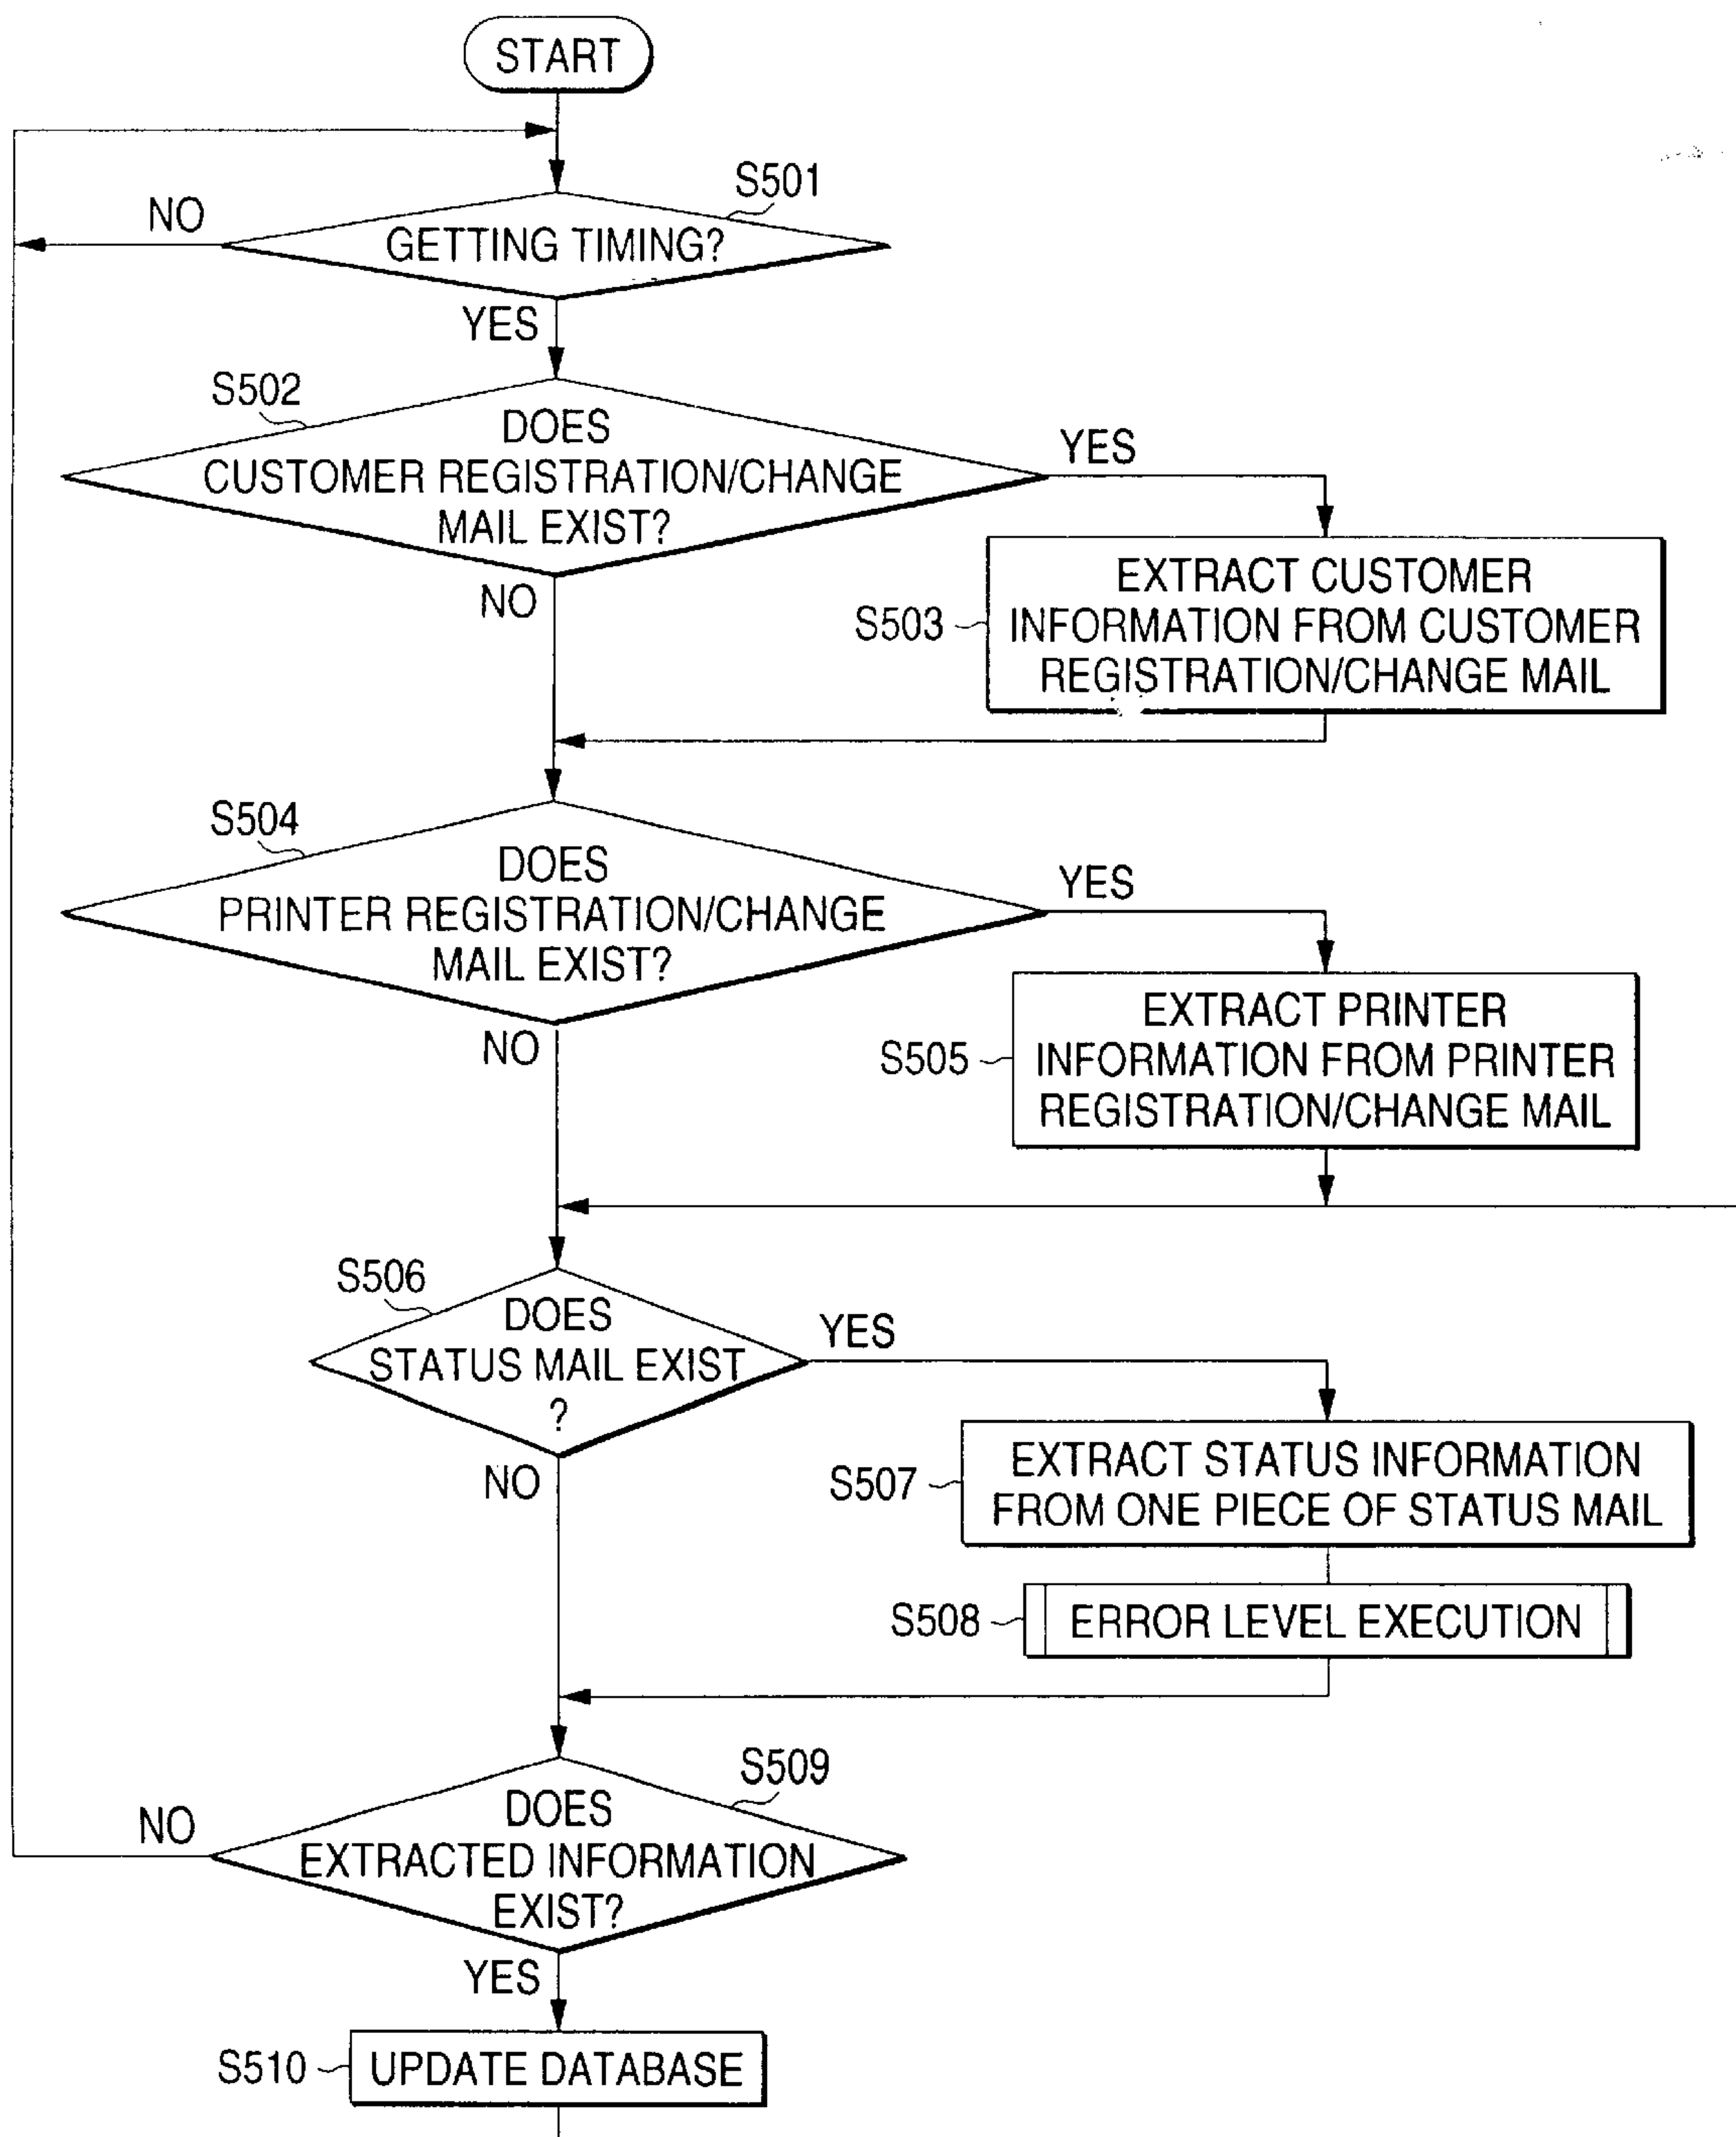 START
S501
NO
GETTING TIMING?
YES
S502
DOES
CUSTOMER REGISTRATION/CHANGE
MAIL EXIST?
YES
NO
S503
EXTRACT CUSTOMER
INFORMATION FROM CUSTOMER
REGISTRATION/CHANGE MAIL
S504
DOES
PRINTER REGISTRATION/CHANGE
MAIL EXIST?
YES
NO
S505
EXTRACT PRINTER
INFORMATION FROM PRINTER
REGISTRATION/CHANGE MAIL
S506
DOES
STATUS MAIL EXIST
?
YES
NO
S507
EXTRACT STATUS INFORMATION
FROM ONE PIECE OF STATUS MAIL
S508
ERROR LEVEL EXECUTION
S509
NO
DOES
EXTRACTED INFORMATION
EXIST?
YES
S510
UPDATE DATABASE